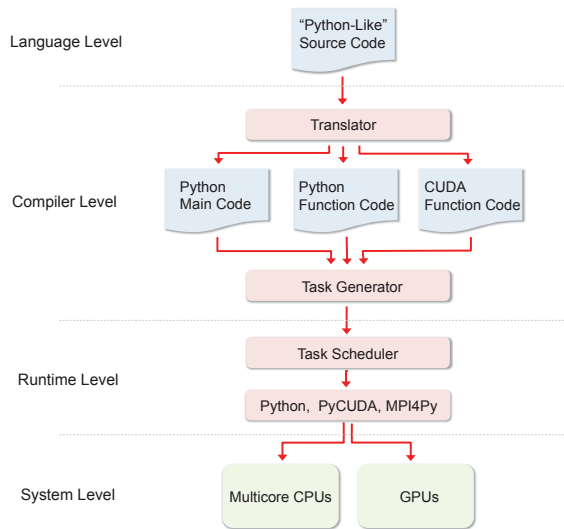 Language Level
“Python-Like”
Source Code
Translator
Compiler Level
Python
Main Code
Python
Function Code
CUDA
Function Code
Task Generator
Task Scheduler
Runtime Level
Python, PyCUDA, MPI4Py
System Level
Multicore CPUs
GPUs